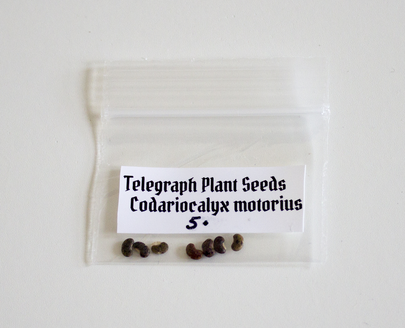 Telegraph Plant Seeds
Codariocalyx motorius
5.